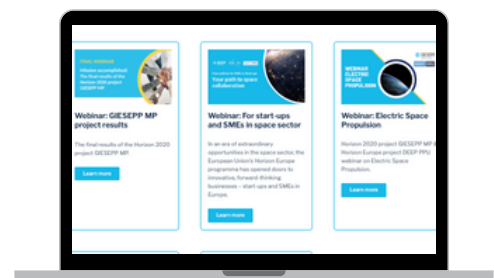 FINAL WEBINAR
Mission accomplished:
The final results of the
Horizon 2020 project
GIESEPP MP
Webinar: GIESEPP MP
project results
The final results of the Horizon 2020
project GIESEPP MP.
Learn more
Your path to space
collaboration
Webinar: For start-ups
and SMEs in space sector
In an era of extraordinary
opportunities in the space sector, the
European Union's Horizon Europe
programme has opened doors to
innovative, forward-thinking
businesses – start-ups and SMEs in
Europe.
Learn more
WEBINAR
ELECTRIC
SPACE
PROPULSION
GIESEPP
Webinar: Electric Space
Propulsion
Horizon 2020 project GIESEPP MP &
Horizon Europe project DEEP PPU
webinar on Electric Space
Propulsion.
Learn more